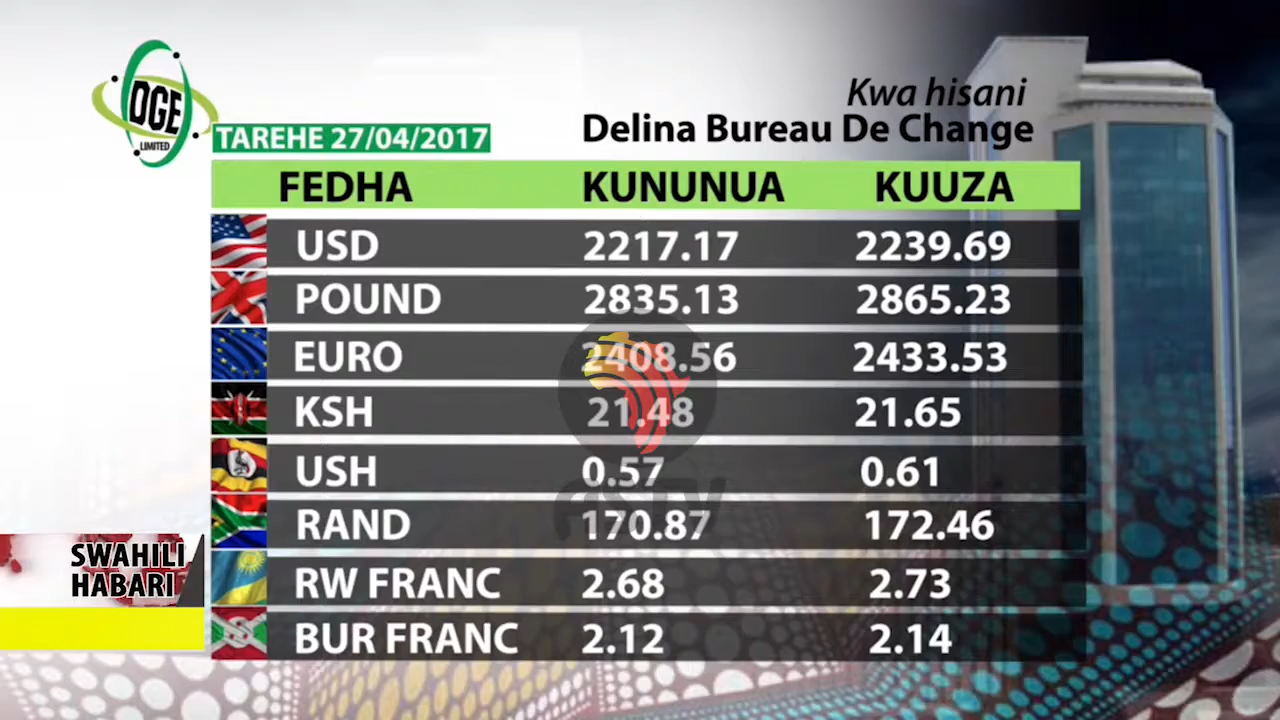 DGE
LIMITED
TAREHE 27/04/2017
Kwa hisani
Delina Bureau De Change
FEDHA KUNUNUA KUUZA
USD 2217.17 2239.69
POUND 2835.13 2865.23
EURO 2408.56 2433.53
KSH 21.48 21.65
USH 0.57 0.61
RAND 170.87 172.46
RW FRANC 2.68 2.73
BUR FRANC 2.12 2.14
SWAHILI
HABARI